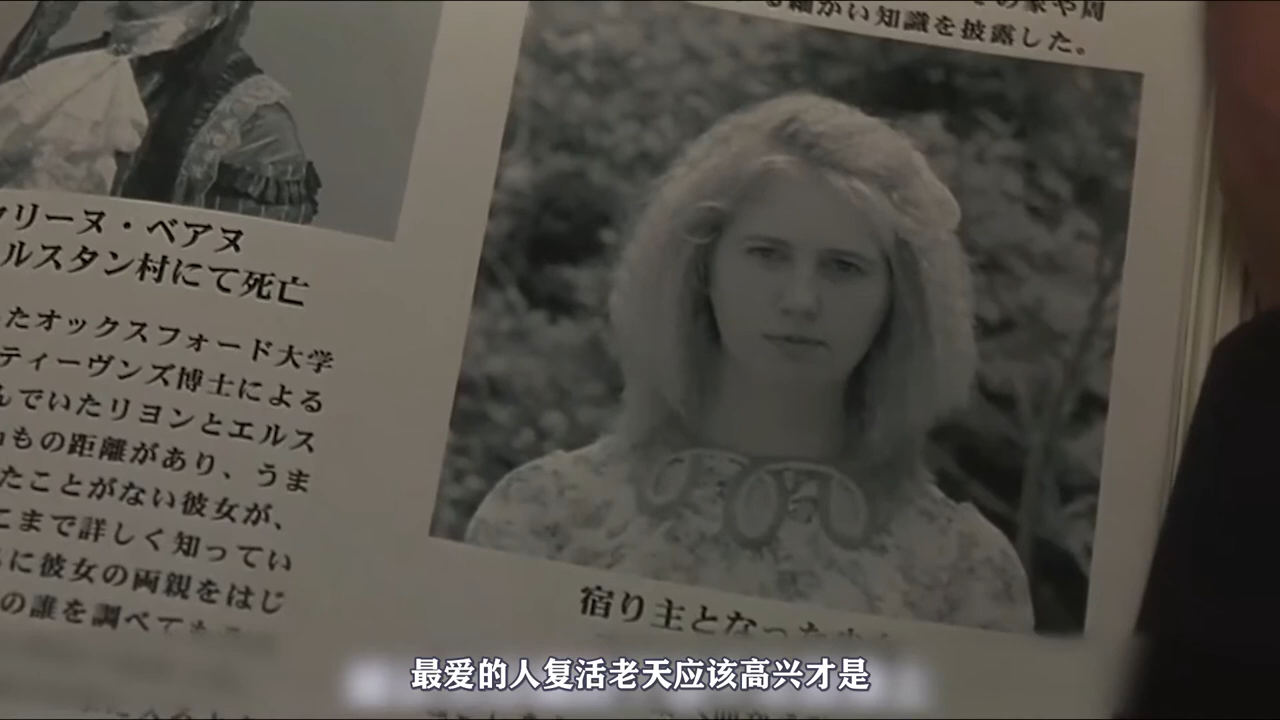 る細かい知識を披露した。
リーヌ・ベアヌ
ルスタン村にて死亡
たオックスフォード大学
ティーヴンズ博士による
んでいたリヨンとエルス
もの距離があり、うま
たことがない彼女が、
こまで詳しく知ってい
に彼女の両親をはじ
の誰を調べても
宿り主となった
最爱的人复活老天应该高兴才是